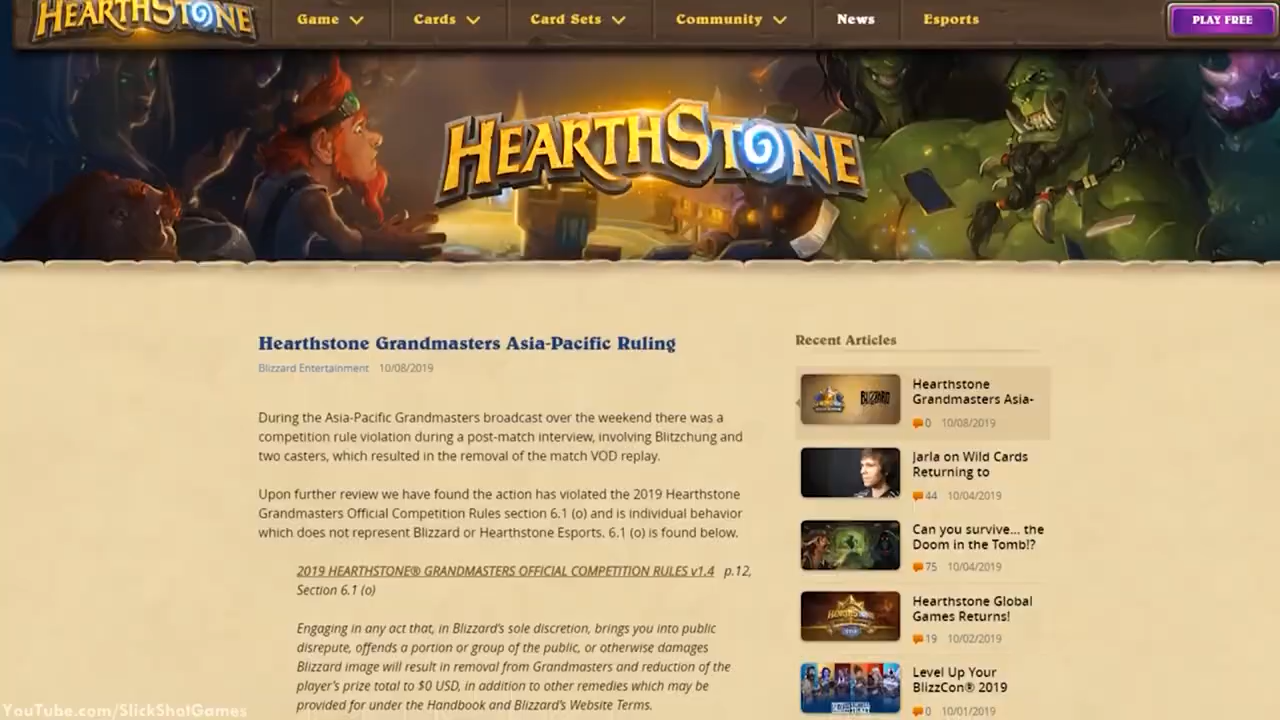 HEARTHSTONE
Game
Cards
Card Sets
Community
News
Esports
PLAY FREE
HEARTHSTONE
Hearthstone Grandmasters Asia-Pacific Ruling
Blizzard Entertainment 10/08/2019
During the Asia-Pacific Grandmasters broadcast over the weekend there was a
competition rule violation during a post-match interview, involving Blitzchung and
two casters, which resulted in the removal of the match VOD replay.
Upon further review we have found the action has violated the 2019 Hearthstone
Grandmasters Official Competition Rules section 6.1 (o) and is individual behavior
which does not represent Blizzard or Hearthstone Esports. 6.1 (o) is found below.
2019 HEARTHSTONE® GRANDMASTERS OFFICIAL COMPETITION RULES v1.4 p.12,
Section 6.1 (o)
Engaging in any act that, in Blizzard's sole discretion, brings you into public
disrepute, offends a portion or group of the public, or otherwise damages
Blizzard image will result in removal from Grandmasters and reduction of the
player's prize total to $0 USD, in addition to other remedies which may be
provided for under the Handbook and Blizzard's Website Terms.
Recent Articles
BLIZZARD
Hearthstone
Grandmasters Asia-
0 10/08/2019
Jarla on Wild Cards
Returning to
44 10/04/2019
Can you survive... the
Doom in the Tomb!?
75 10/04/2019
Hearthstone Global
Games Returns!
19 10/02/2019
Level Up Your
BlizzCon® 2019
0 10/01/2019
YouTube.com/SlickShotGames